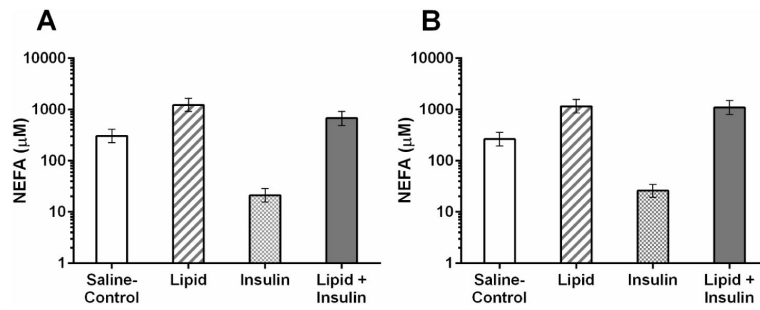 A
NEFA (μM)
10000
1000
100
10
1
Saline-
Control
Lipid
Insulin
Lipid +
Insulin
B
NEFA (μM)
10000
1000
100
10
1
Saline-
Control
Lipid
Insulin
Lipid +
Insulin